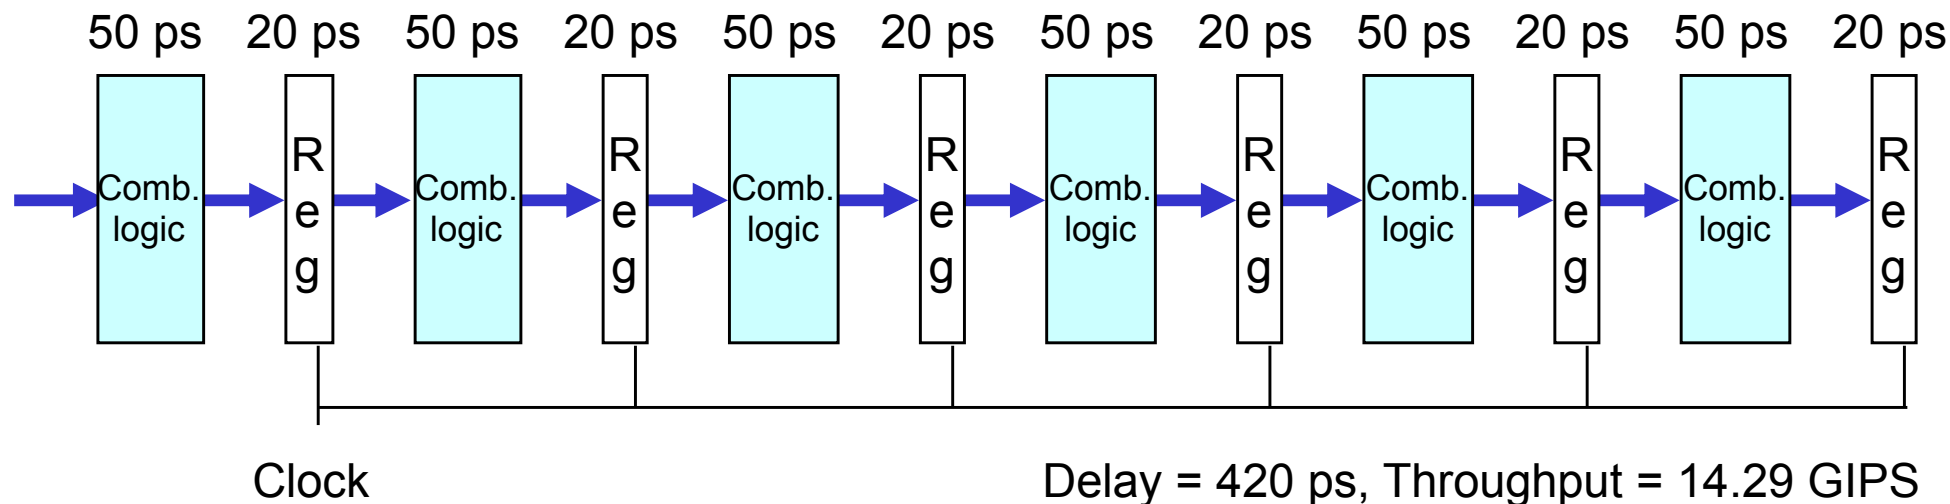 50 ps 20 ps 50 ps 20 ps 50 ps 20 ps 50 ps 20 ps 50 ps 20 ps 50 ps 20 ps
Comb.
logic
R
e
g
Comb.
logic
R
e
g
Comb.
logic
R
e
g
Comb.
logic
R
e
g
Comb.
logic
R
e
g
Comb.
logic
R
e
g
Clock
Delay = 420 ps, Throughput = 14.29 GIPS